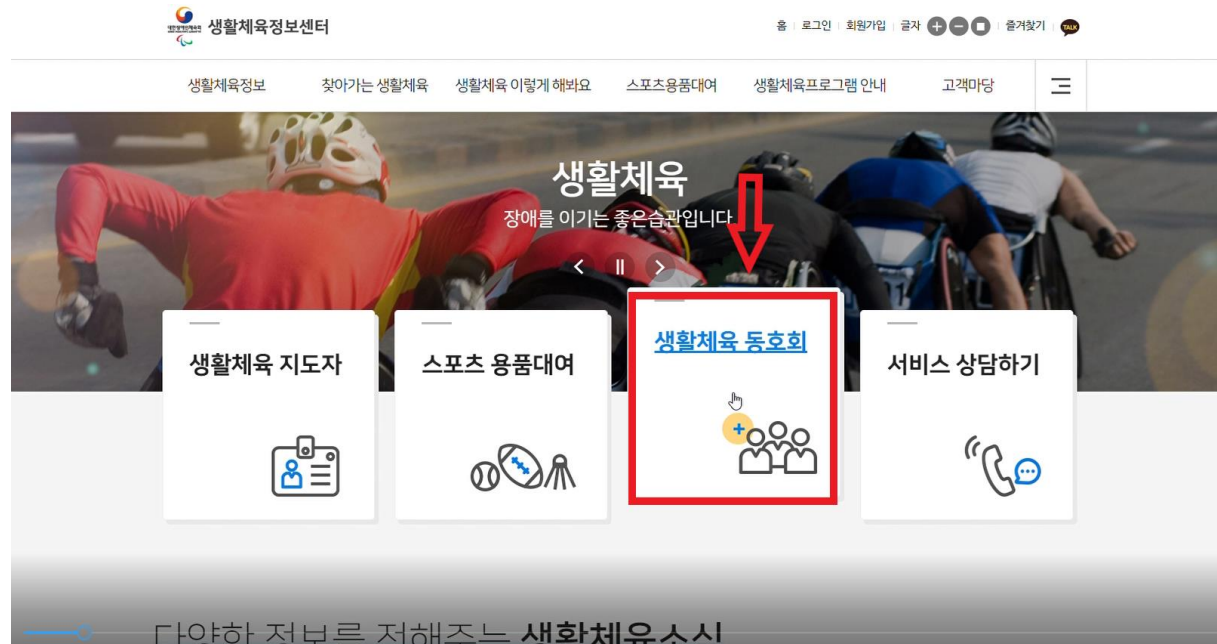 생활체육정보센터
홈 로그인 회원가입 글자 + - 즐겨찾기 TALK
생활체육정보 찾아가는 생활체육 생활체육 이렇게 해봐요 스포츠용품대여 생활체육프로그램 안내 고객마당
생활체육
장애를 이기는 좋은습관입니다
생활체육 지도자
스포츠 용품대여
생활체육 동호회
서비스 상담하기
다양한 정보를 전해주는 생활체육소식